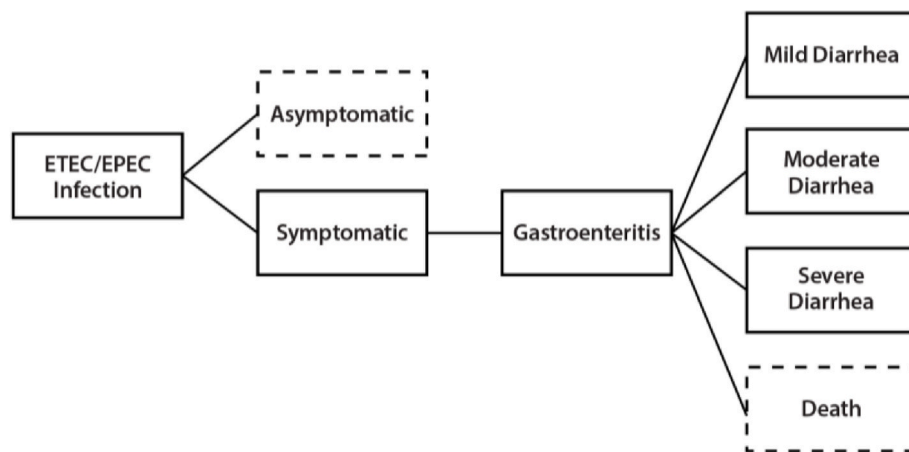 ETEC/EPEC
Infection
Asymptomatic
Symptomatic
Gastroenteritis
Mild Diarrhea
Moderate
Diarrhea
Severe
Diarrhea
Death